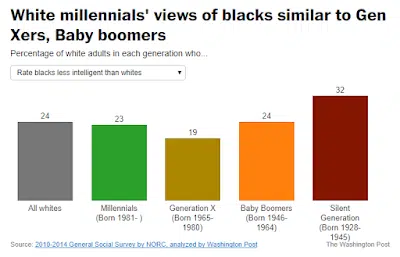 White millennials' views of blacks similar to Gen
Xers, Baby boomers
Percentage of white adults in each generation who...
Rate blacks less intelligent than whites
24
23
19
24
32
All whites
Millennials
(Born 1981- )
Generation X
(Born 1965-
1980)
Baby Boomers
(Born 1946-
1964)
Silent
Generation
(Born 1928-
1945)
Source: 2010-2014 General Social Survey by NORC, analyzed by Washington Post
The Washington Post